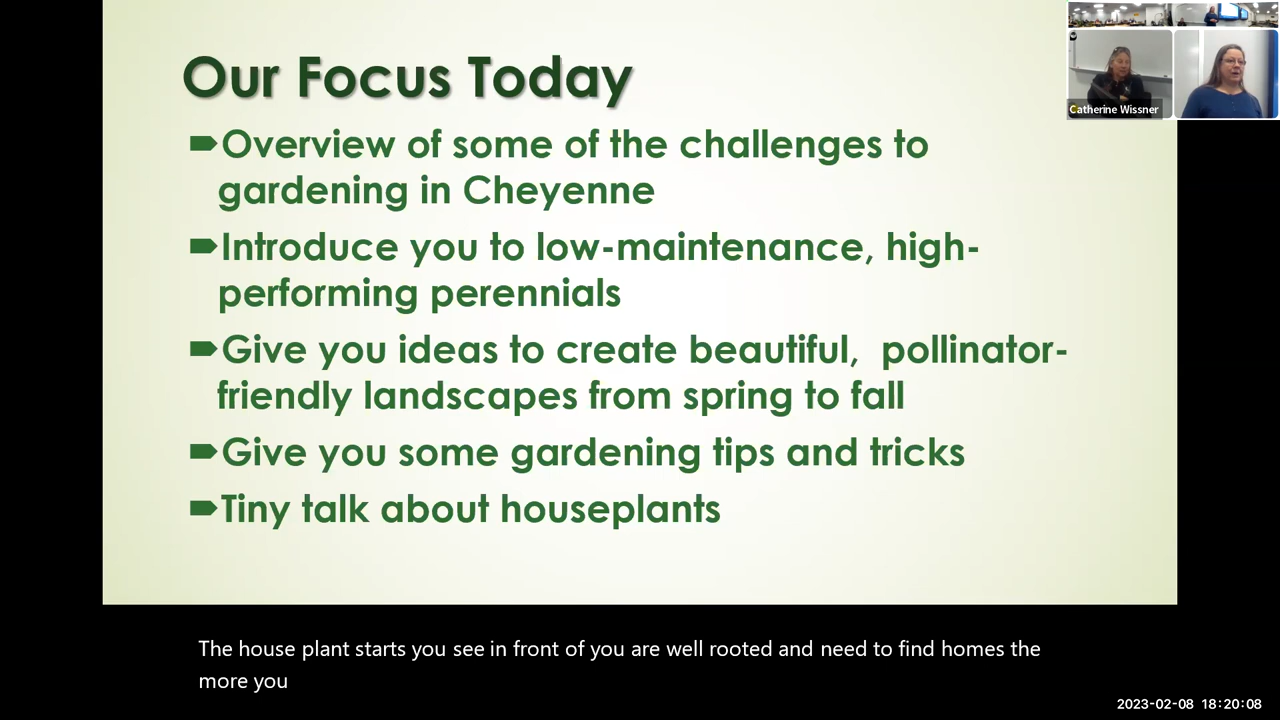 Our Focus Today
Overview of some of the challenges to
gardening in Cheyenne
Introduce you to low-maintenance, high-
performing perennials
Give you ideas to create beautiful,  pollinator-
friendly landscapes from spring to fall
Give you some gardening tips and tricks
Tiny talk about houseplants
Catherine Wissner
The house plant starts you see in front of you are well rooted and need to find homes the
more you
2023-02-08 18:20:08